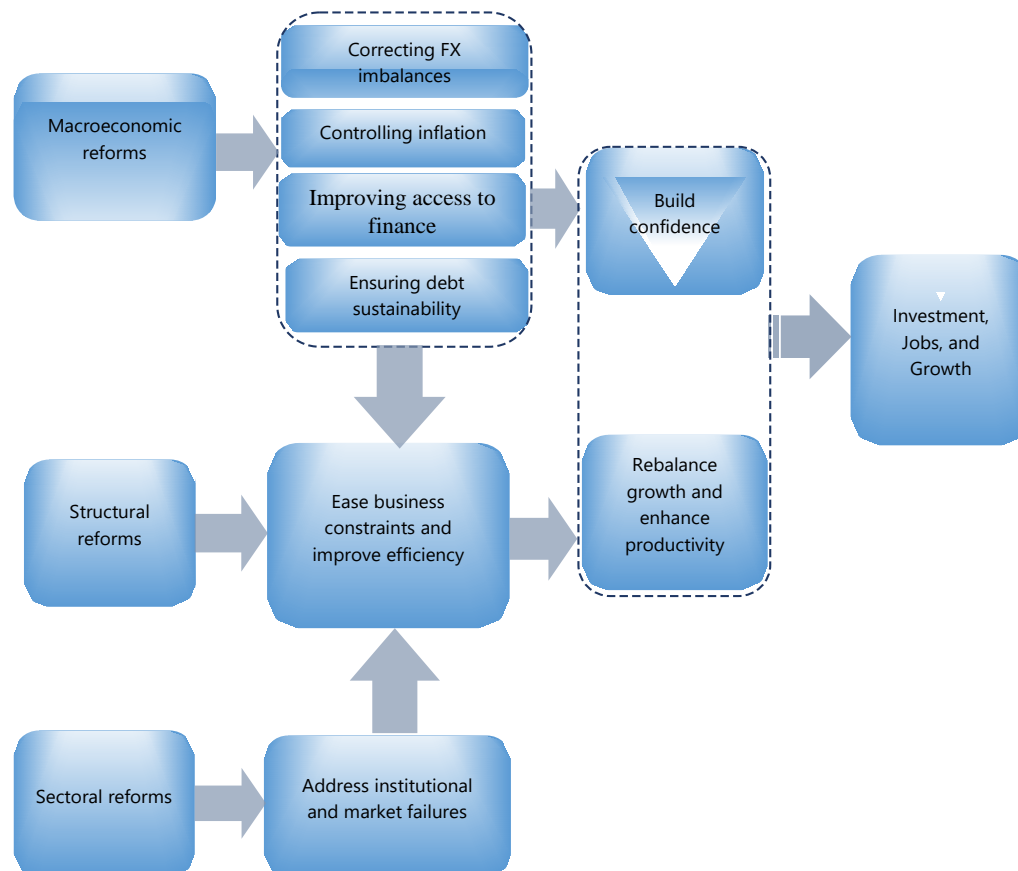 Correcting FX
imbalances
Macroeconomic
reforms
Controlling inflation
Improving access to
finance
Ensuring debt
sustainability
Build
confidence
Investment,
Jobs, and
Growth
Structural
reforms
Ease business
constraints and
improve efficiency
Rebalance
growth and
enhance
productivity
Sectoral reforms
Address institutional
and market failures